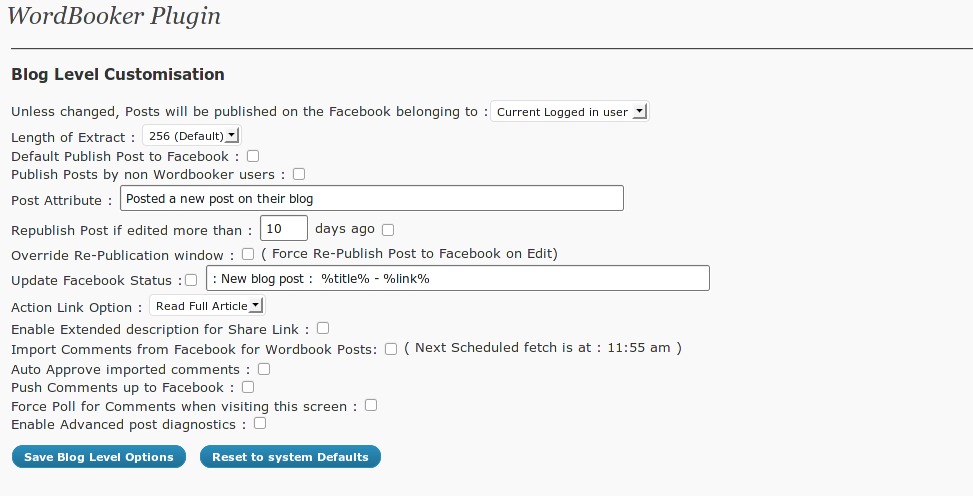 WordBooker Plugin
Blog Level Customisation
Unless changed, Posts will be published on the Facebook belonging to : Current Logged in user
Length of Extract : 256 (Default)
Default Publish Post to Facebook :
Publish Posts by non Wordbooker users :
Post Attribute : Posted a new post on their blog
Republish Post if edited more than : 10 days ago
Override Re-Publication window : ( Force Re-Publish Post to Facebook on Edit)
Update Facebook Status : : New blog post : %title% - %link%
Action Link Option : Read Full Article
Enable Extended description for Share Link :
Import Comments from Facebook for Wordbook Posts: ( Next Scheduled fetch is at : 11:55 am )
Auto Approve imported comments :
Push Comments up to Facebook :
Force Poll for Comments when visiting this screen :
Enable Advanced post diagnostics :
Save Blog Level Options Reset to system Defaults